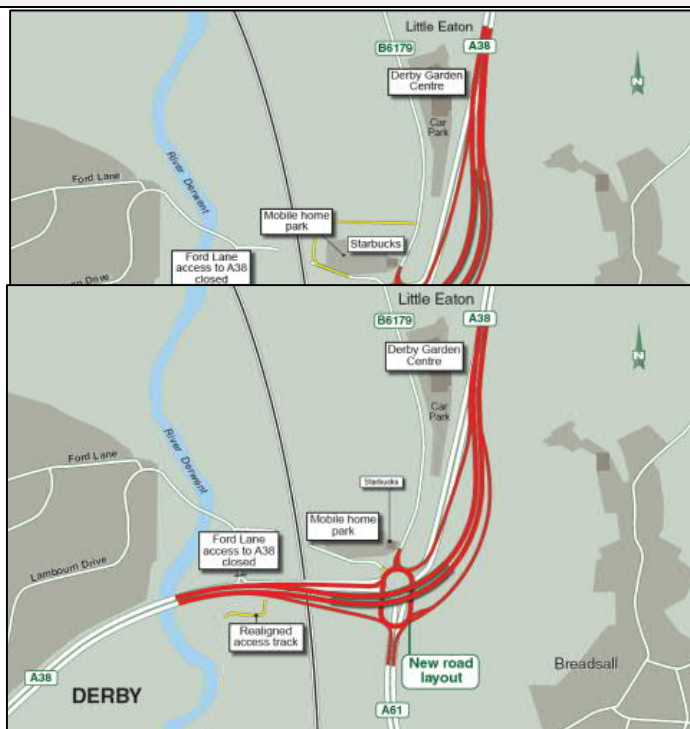 Little Eaton
B6179
A38
Derby Garden
Centre
Car
Park
River Derwent
Ford Lane
Mobile home
park
Starbucks
Ford Lane
access to A38
closed
Little Eaton
B6179
A38
Derby Garden
Centre
Car
Park
River Derwent
Ford Lane
Starbucks
Mobile home
park
Ford Lane
access to A38
closed
Lambourn Drive
Realigned
access track
New road
layout
Breadsall
A38
DERBY
A61